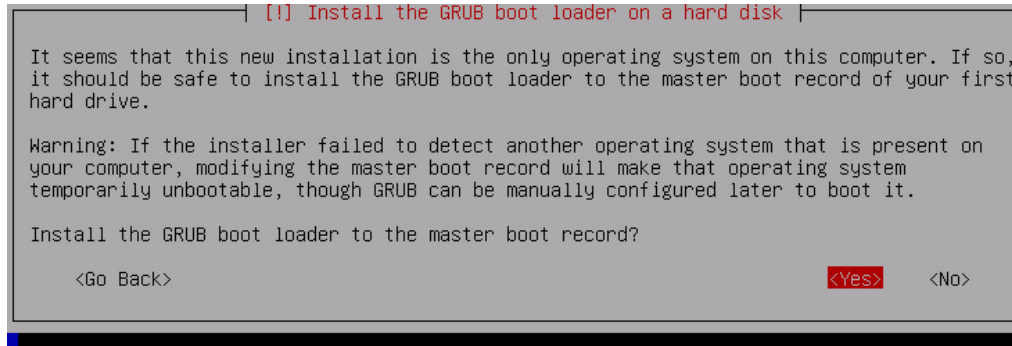 [!] Install the GRUB boot loader on a hard disk
It seems that this new installation is the only operating system on this computer. If so,
it should be safe to install the GRUB boot loader to the master boot record of your first
hard drive.
Warning: If the installer failed to detect another operating system that is present on
your computer, modifying the master boot record will make that operating system
temporarily unbootable, though GRUB can be manually configured later to boot it.
Install the GRUB boot loader to the master boot record?
<Go Back> <Yes> <No>